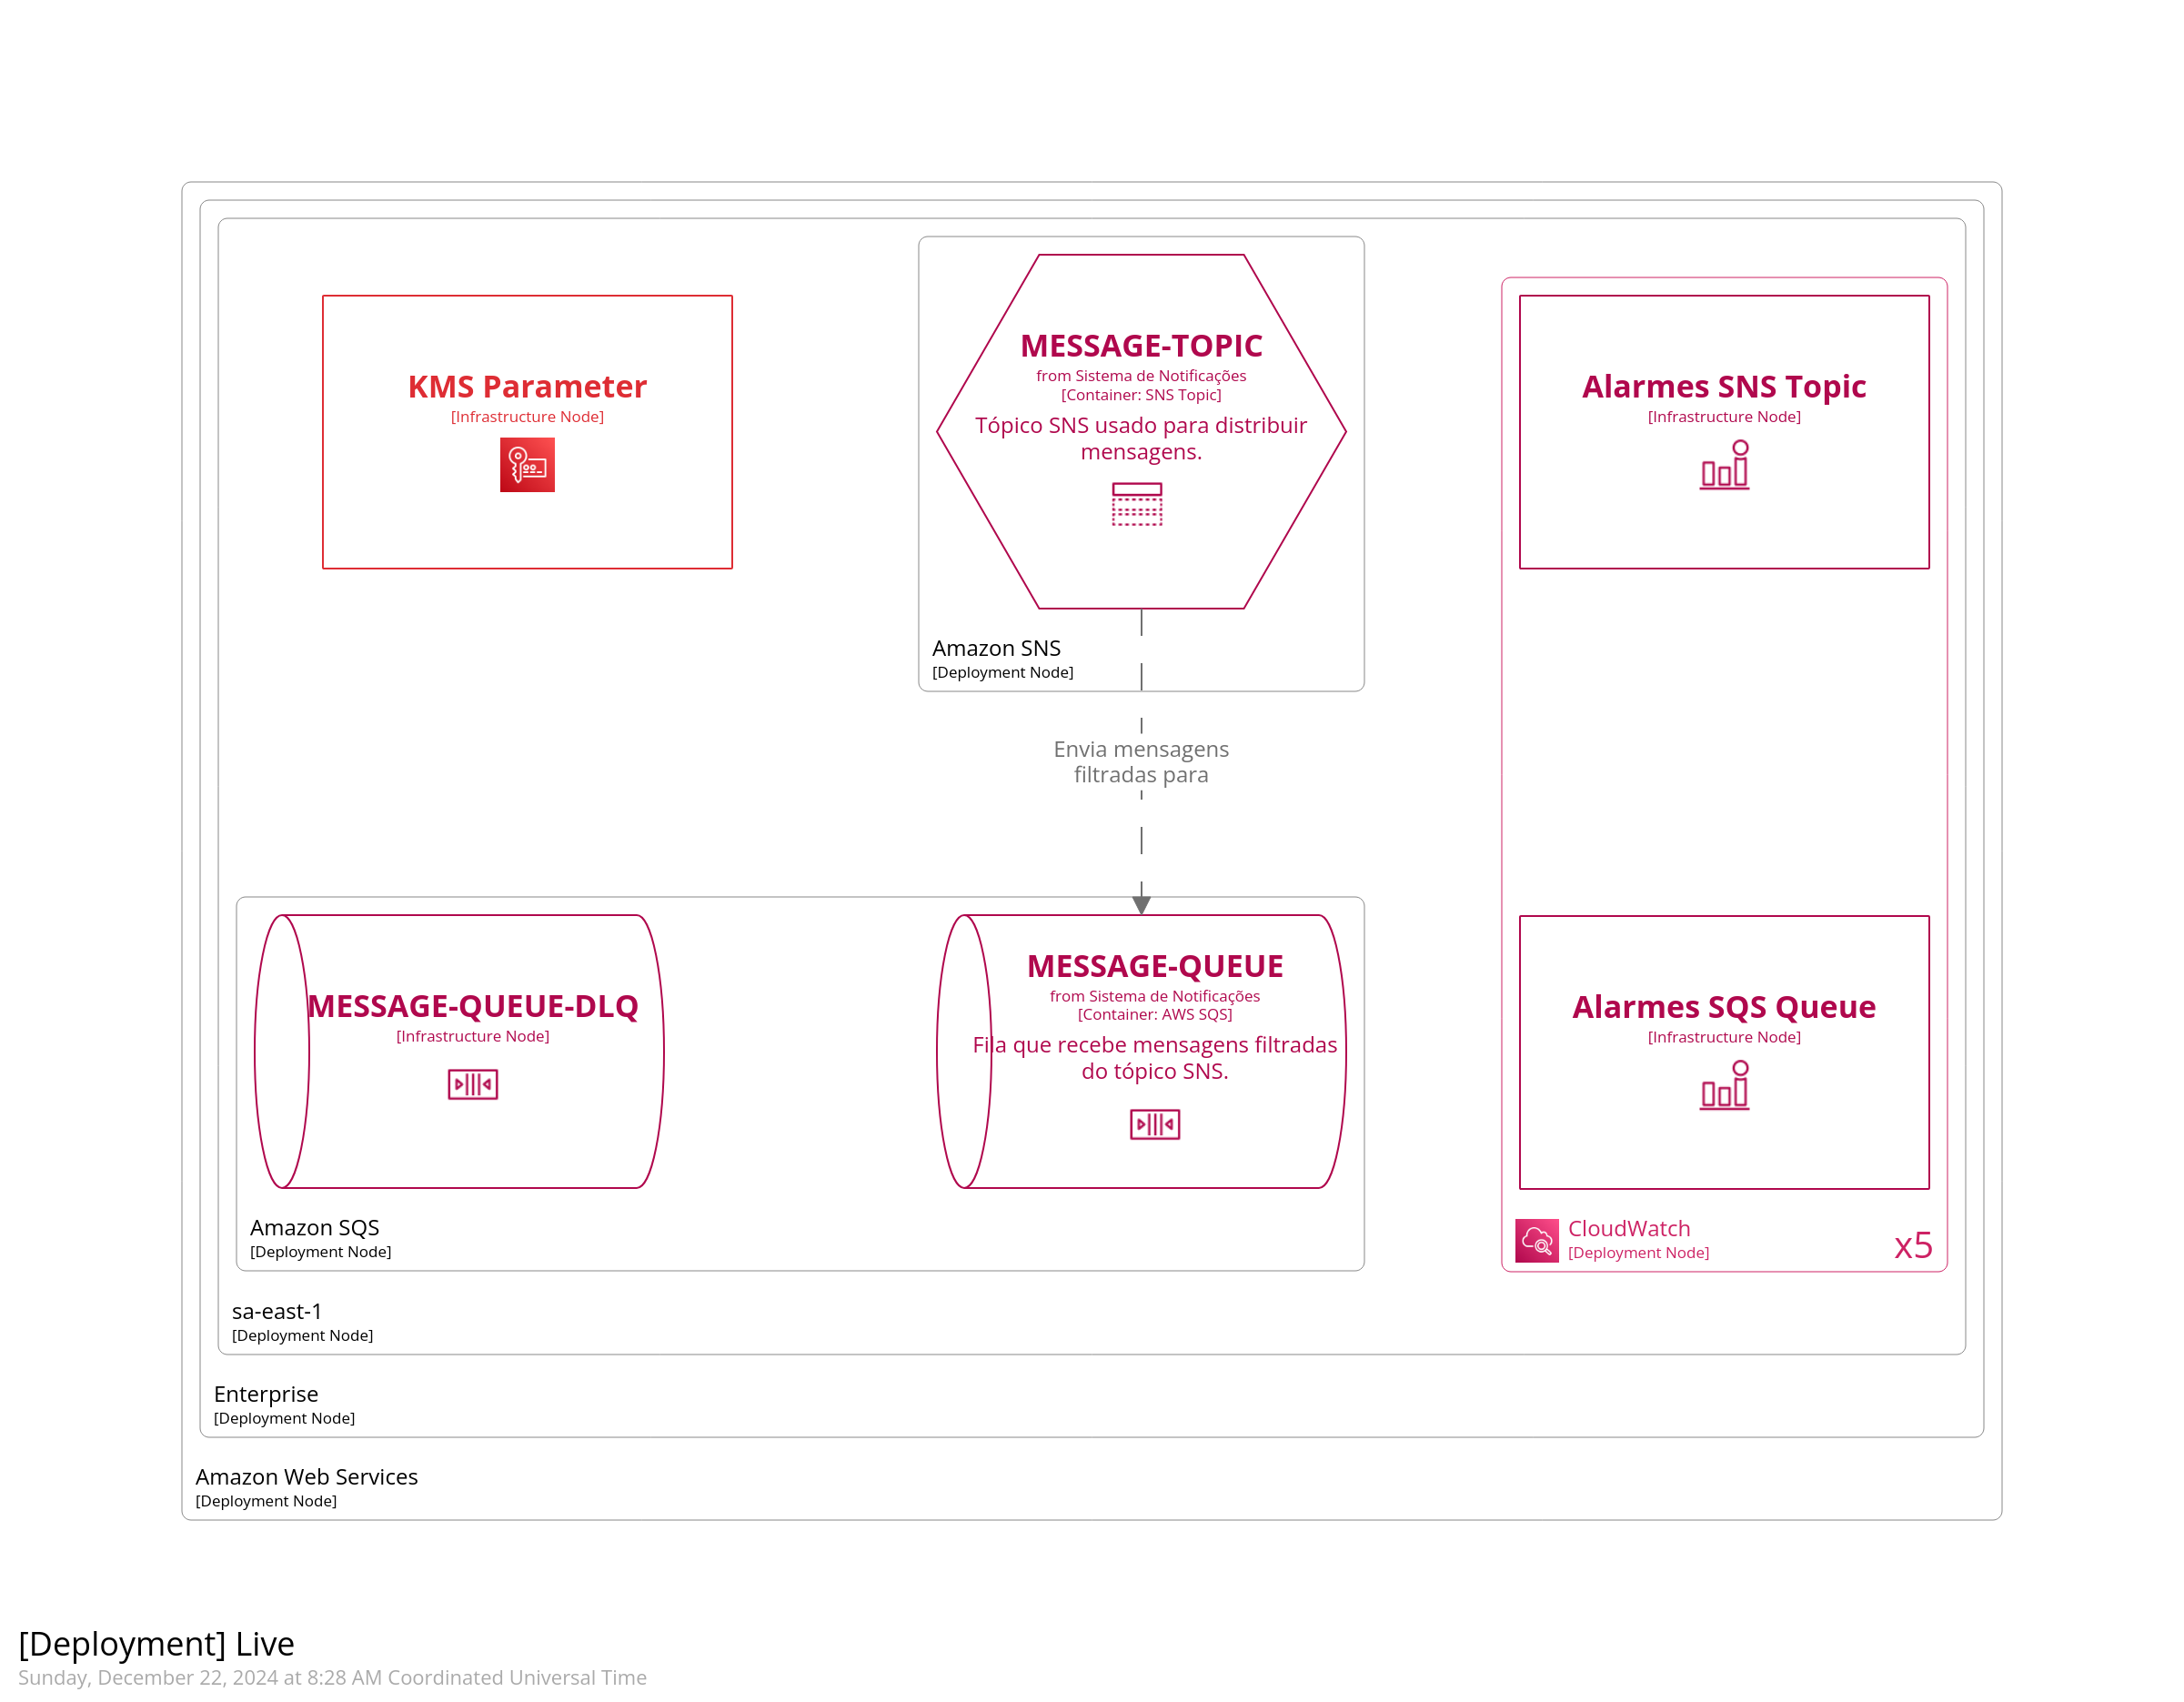 KMS Parameter
[Infrastructure Node]
MESSAGE-TOPIC
from Sistema de Notificações
[Container: SNS Topic]
Tópico SNS usado para distribuir
mensagens.
Amazon SNS
[Deployment Node]
Alarmes SNS Topic
[Infrastructure Node]
Envia mensagens
filtradas para
MESSAGE-QUEUE-DLQ
[Infrastructure Node]
MESSAGE-QUEUE
from Sistema de Notificações
[Container: AWS SQS]
Fila que recebe mensagens filtradas
do tópico SNS.
Amazon SQS
[Deployment Node]
Alarmes SQS Queue
[Infrastructure Node]
CloudWatch
[Deployment Node]
x5
sa-east-1
[Deployment Node]
Enterprise
[Deployment Node]
Amazon Web Services
[Deployment Node]
[Deployment] Live
Sunday, December 22, 2024 at 8:28 AM Coordinated Universal Time